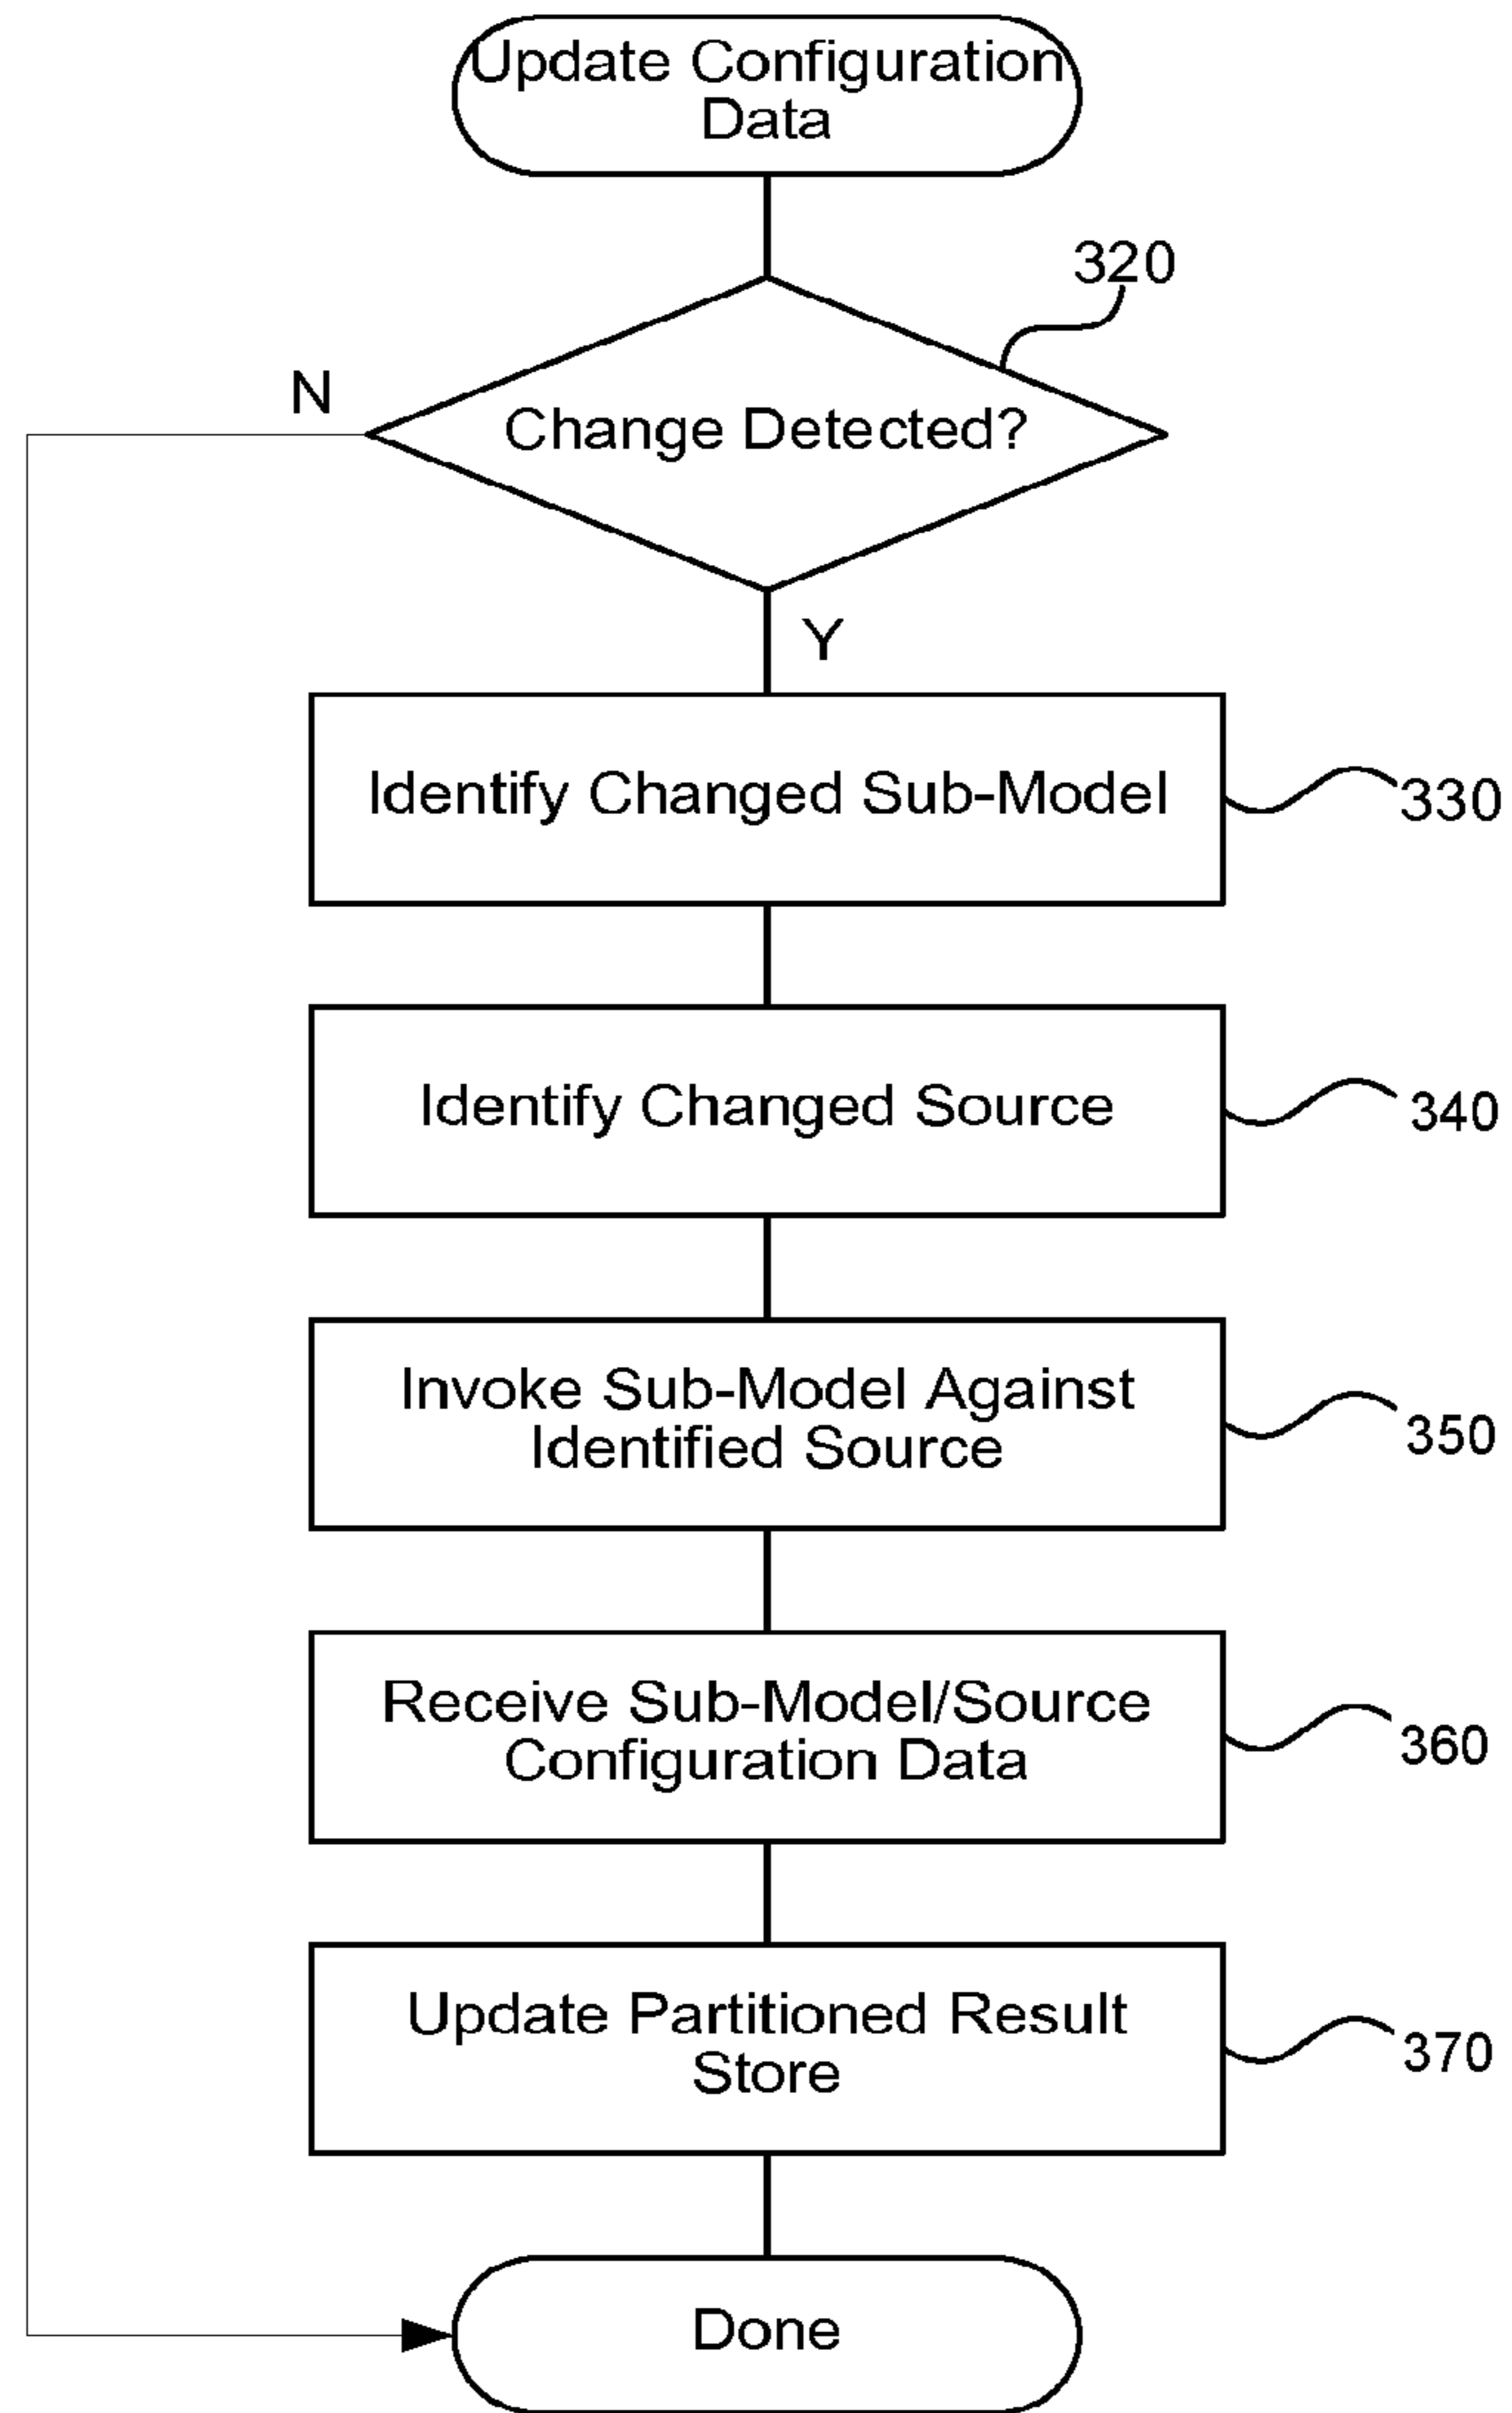 Update Configuration
Data
320
N
Change Detected?
Y
Identify Changed Sub-Model
330
Identify Changed Source
340
Invoke Sub-Model Against
Identified Source
350
Receive Sub-Model/Source
Configuration Data
360
Update Partitioned Result
Store
370
Done